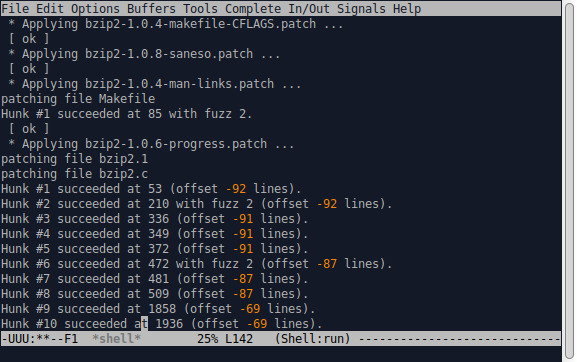 File Edit Options Buffers Tools Complete In/Out Signals Help
 * Applying bzip2-1.0.4-makefile-CFLAGS.patch ...
 [ ok ]
 * Applying bzip2-1.0.8-saneso.patch ...
 [ ok ]
 * Applying bzip2-1.0.4-man-links.patch ...
patching file Makefile
Hunk #1 succeeded at 85 with fuzz 2.
 [ ok ]
 * Applying bzip2-1.0.6-progress.patch ...
patching file bzip2.1
patching file bzip2.c
Hunk #1 succeeded at 53 (offset -92 lines).
Hunk #2 succeeded at 210 with fuzz 2 (offset -92 lines).
Hunk #3 succeeded at 336 (offset -91 lines).
Hunk #4 succeeded at 349 (offset -91 lines).
Hunk #5 succeeded at 372 (offset -91 lines).
Hunk #6 succeeded at 472 with fuzz 2 (offset -87 lines).
Hunk #7 succeeded at 481 (offset -87 lines).
Hunk #8 succeeded at 509 (offset -87 lines).
Hunk #9 succeeded at 1858 (offset -69 lines).
Hunk #10 succeeded at 1936 (offset -69 lines).
-UUU:**--F1  *shell*        25% L142   (Shell:run) ----------------------------